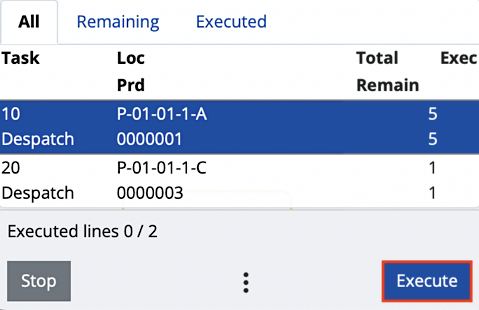 All Remaining Executed
Task Loc Total Exec
Prd Remain
10 P-01-01-1-A 5
Despatch 0000001 5
20 P-01-01-1-C 1
Despatch 0000003 1
Executed lines 0 / 2
Stop Execute